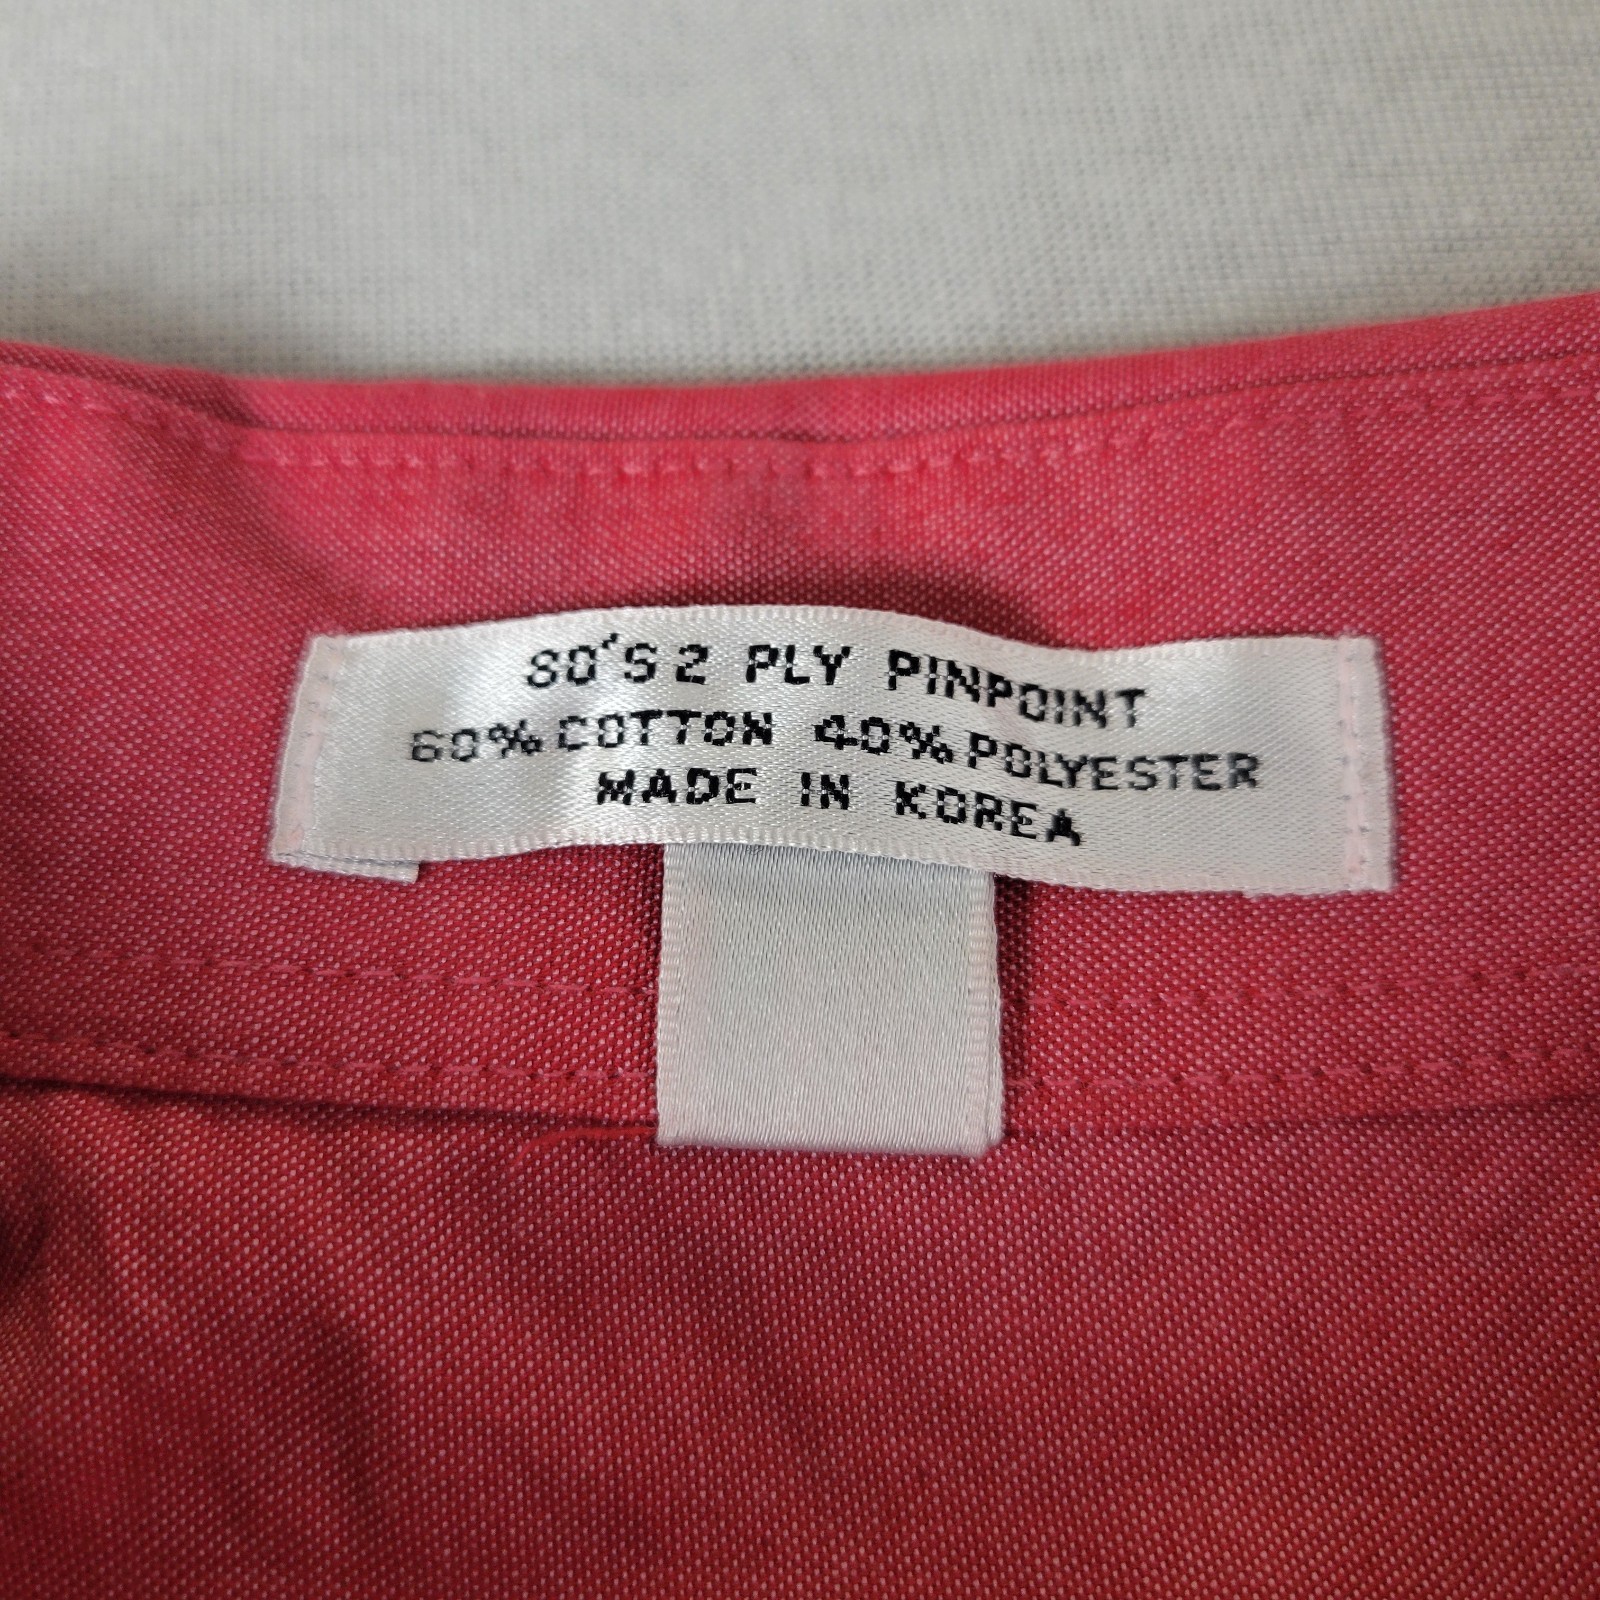 80'S 2 PLY PINPOINT
60% COTTON 40% POLYESTER
MADE IN KOREA